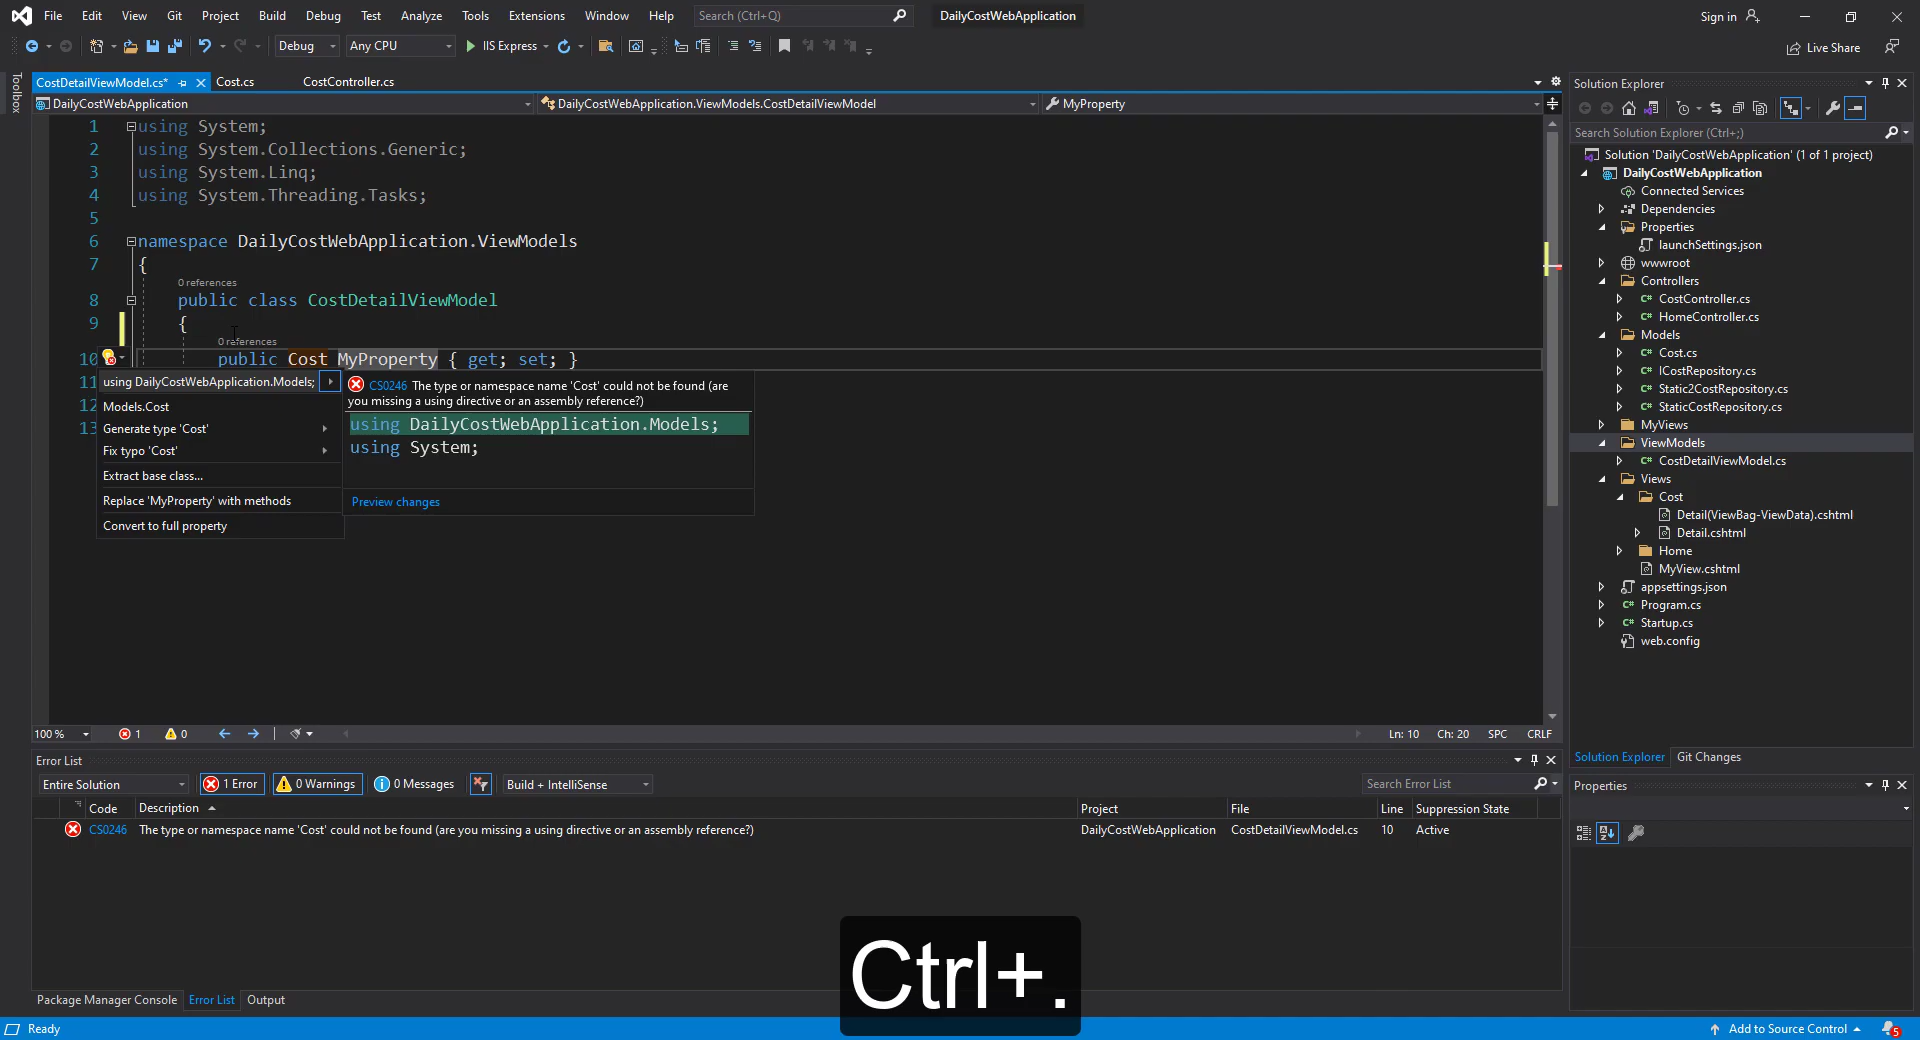 File Edit View Git Project Build Debug Test Analyze Tools Extensions Window Help Search (Ctrl+Q) DailyCostWebApplication Sign in
Debug Any CPU IIS Express Live Share
Toolbox
CostDetailViewModel.cs* Cost.cs CostController.cs
DailyCostWebApplication DailyCostWebApplication.ViewModels.CostDetailViewModel MyProperty
1 using System;
2 using System.Collections.Generic;
3 using System.Linq;
4 using System.Threading.Tasks;
5
6 namespace DailyCostWebApplication.ViewModels
7 {
0 references
8 public class CostDetailViewModel
9 {
0 references
10 public Cost MyProperty { get; set; }
11
12
13
using DailyCostWebApplication.Models;
Models.Cost
Generate type 'Cost'
Fix typo 'Cost'
Extract base class...
Replace 'MyProperty' with methods
Convert to full property
CS0246 The type or namespace name 'Cost' could not be found (are
you missing a using directive or an assembly reference?)
using DailyCostWebApplication.Models;
using System;
Preview changes
100 % 1 0 Ln: 10 Ch: 20 SPC CRLF
Error List
Entire Solution 1 Error 0 Warnings 0 Messages Build + IntelliSense Search Error List
Code Description Project File Line Suppression State
CS0246 The type or namespace name 'Cost' could not be found (are you missing a using directive or an assembly reference?) DailyCostWebApplication CostDetailViewModel.cs 10 Active
Package Manager Console Error List Output
Solution Explorer
Search Solution Explorer (Ctrl+;)
Solution 'DailyCostWebApplication' (1 of 1 project)
DailyCostWebApplication
Connected Services
Dependencies
Properties
launchSettings.json
wwwroot
Controllers
C# CostController.cs
C# HomeController.cs
Models
C# Cost.cs
C# ICostRepository.cs
C# Static2CostRepository.cs
C# StaticCostRepository.cs
MyViews
ViewModels
C# CostDetailViewModel.cs
Views
Cost
Detail(ViewBag-ViewData).cshtml
Detail.cshtml
Home
MyView.cshtml
appsettings.json
C# Program.cs
C# Startup.cs
web.config
Solution Explorer Git Changes
Properties
Ctrl+.
Ready Add to Source Control 5